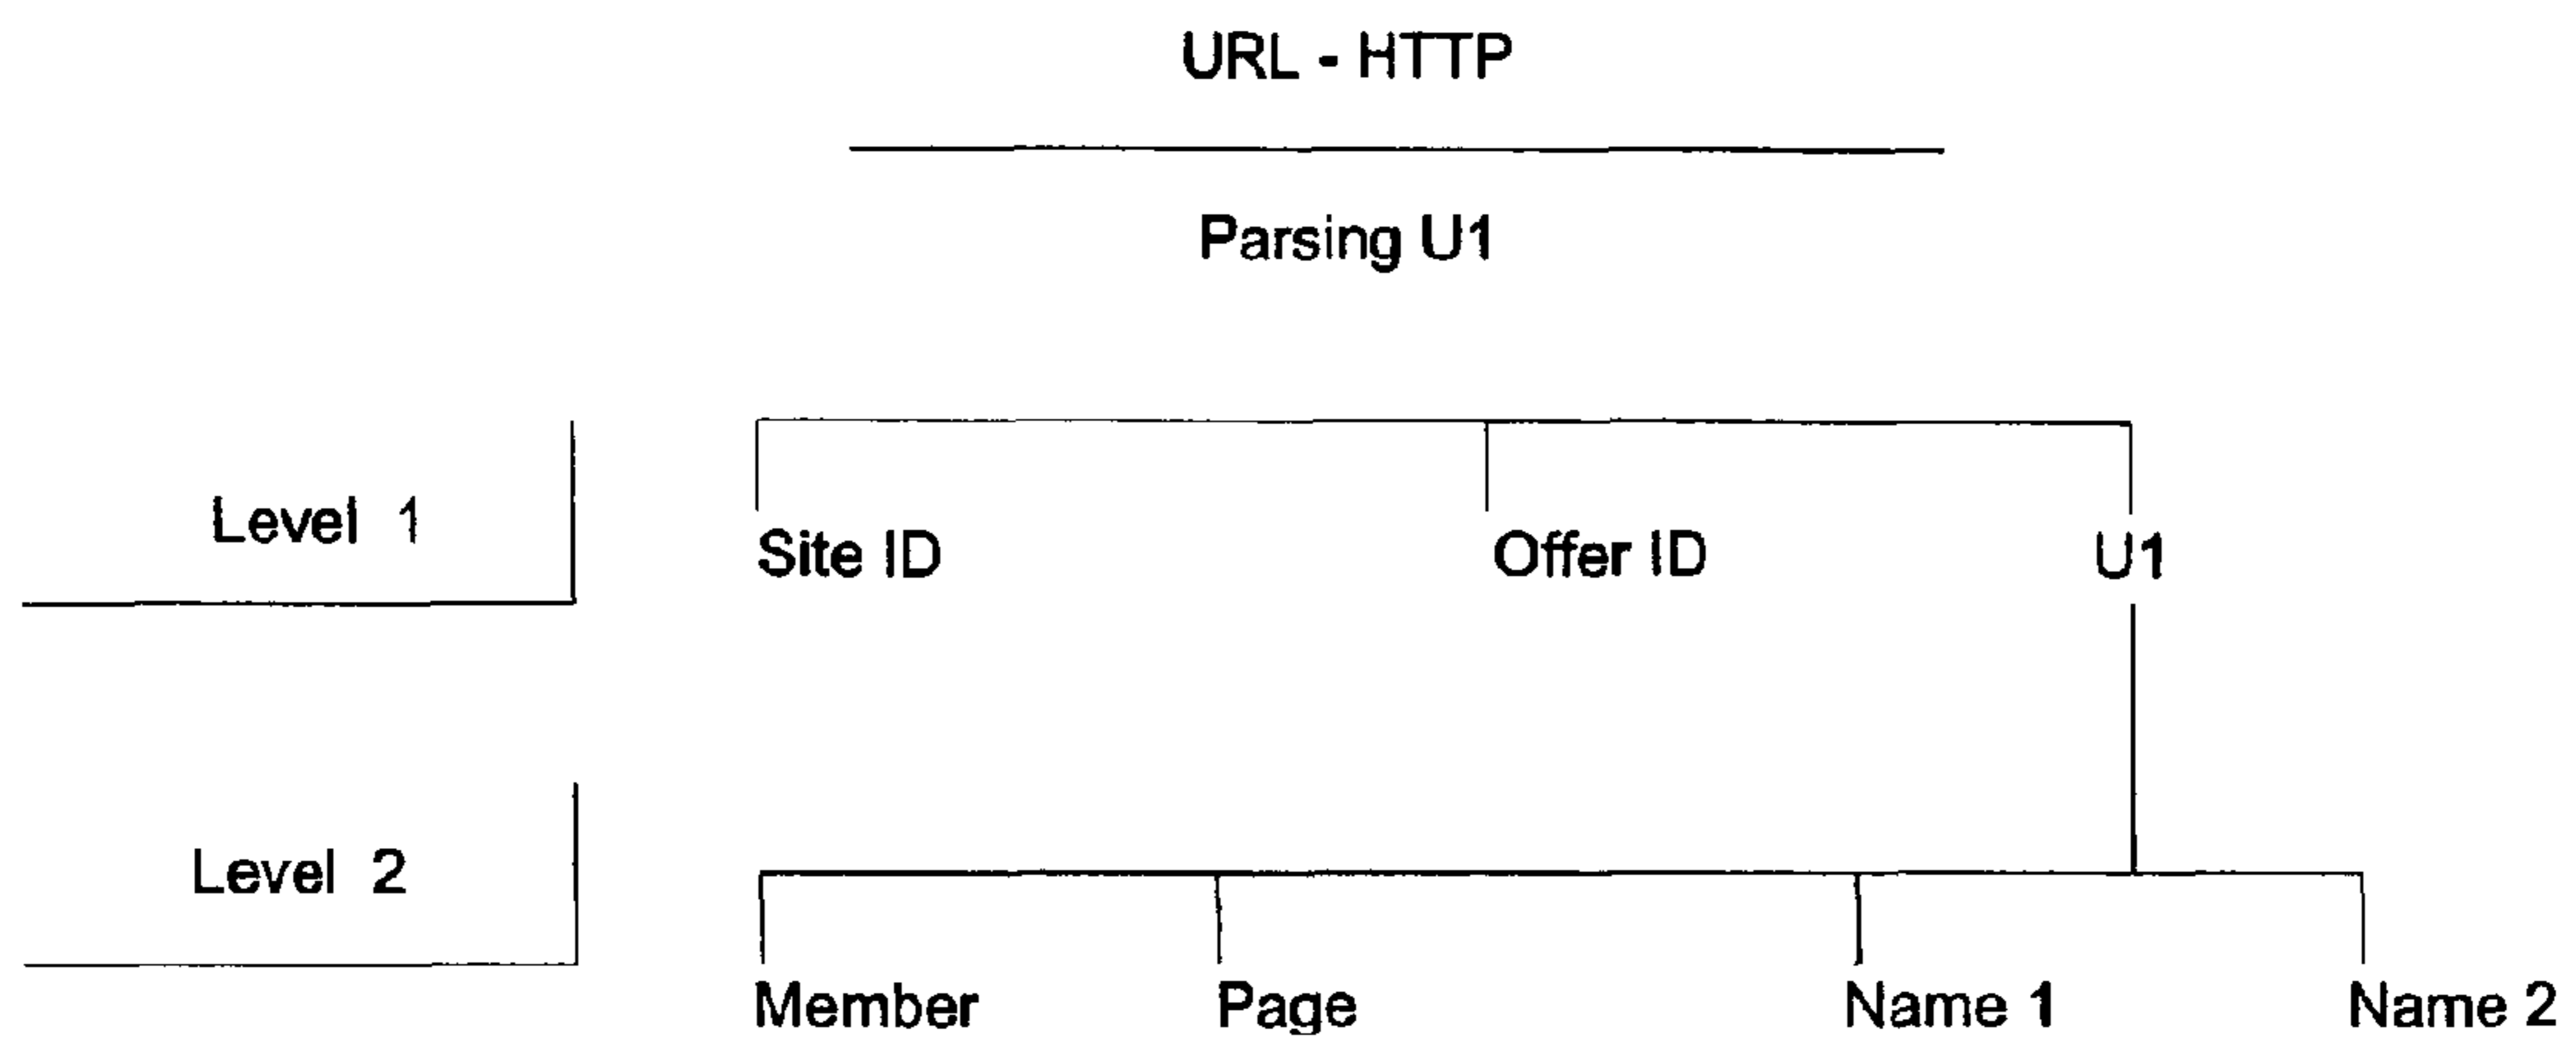 URL - HTTP
Parsing U1
Level 1
Site ID Offer ID U1
Level 2
Member Page Name 1 Name 2